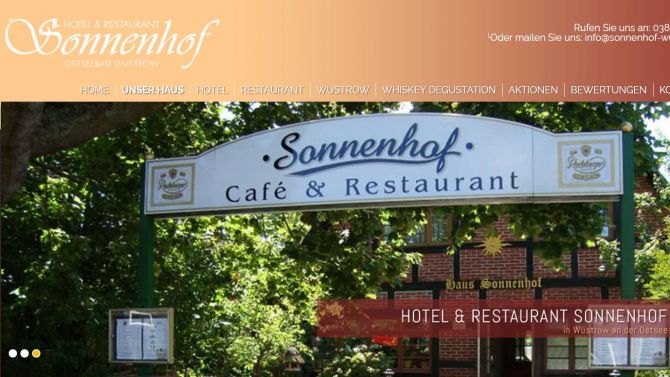 HOTEL & RESTAURANT
Sonnenhof
OSTSEEBAD WUSTROW
Rufen Sie uns an: 038
Oder mailen Sie uns: info@sonnenhof-wu
HOME UNSER HAUS HOTEL RESTAURANT WUSTROW WHISKEY DEGUSTATION AKTIONEN BEWERTUNGEN KO
· Sonnenhof ·
Café & Restaurant
Haus Sonnenhof
HOTEL & RESTAURANT SONNENHOF
in Wustrow an der Ostsee